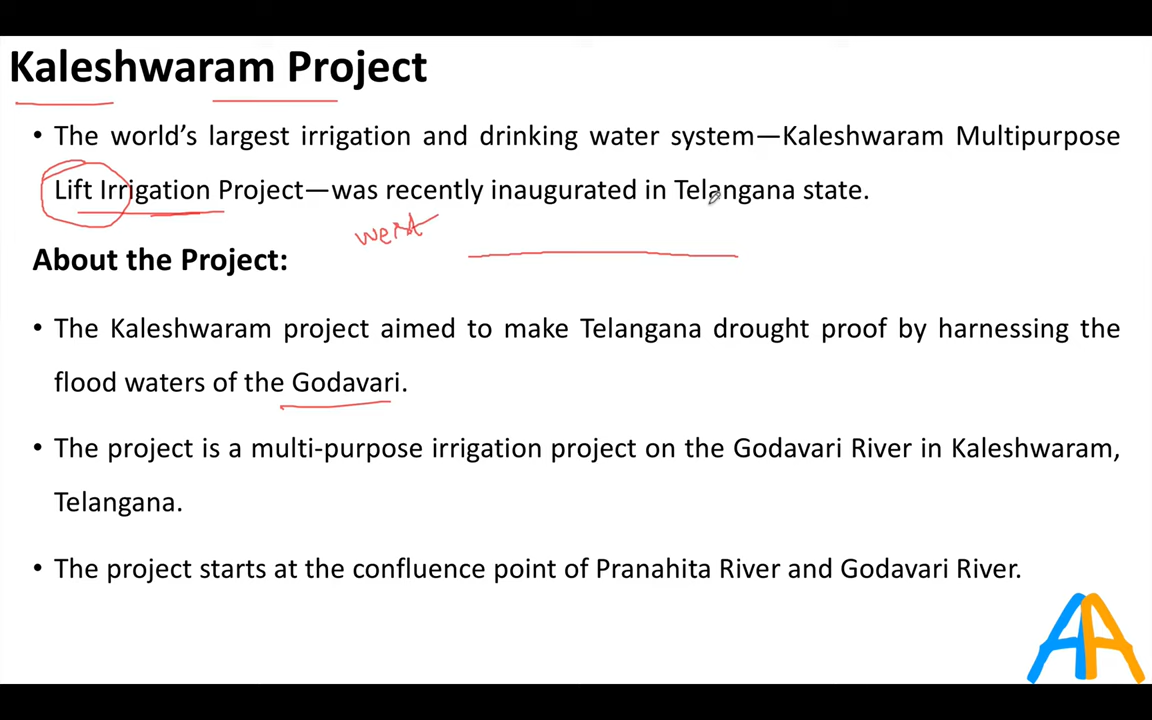 Kaleshwaram Project
• The world’s largest irrigation and drinking water system—Kaleshwaram Multipurpose
Lift Irrigation Project—was recently inaugurated in Telangana state.
west
About the Project:
• The Kaleshwaram project aimed to make Telangana drought proof by harnessing the
flood waters of the Godavari.
• The project is a multi-purpose irrigation project on the Godavari River in Kaleshwaram,
Telangana.
• The project starts at the confluence point of Pranahita River and Godavari River.
AA